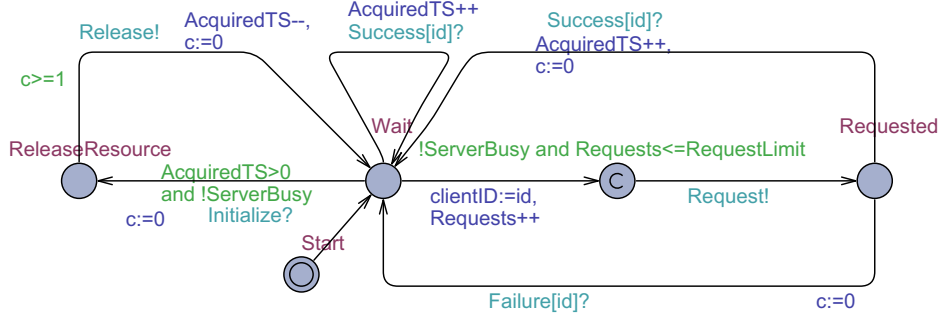 Release!
AcquiredTS--,
c:=0
AcquiredTS++
Success[id]?
Success[id]?
AcquiredTS++,
c:=0
c>=1
Wait
Requested
ReleaseResource
!ServerBusy and Requests<=RequestLimit
AcquiredTS>0
and !ServerBusy
c:=0
Initialize?
C
clientID:=id,
Requests++
Request!
Start
Failure[id]?
c:=0